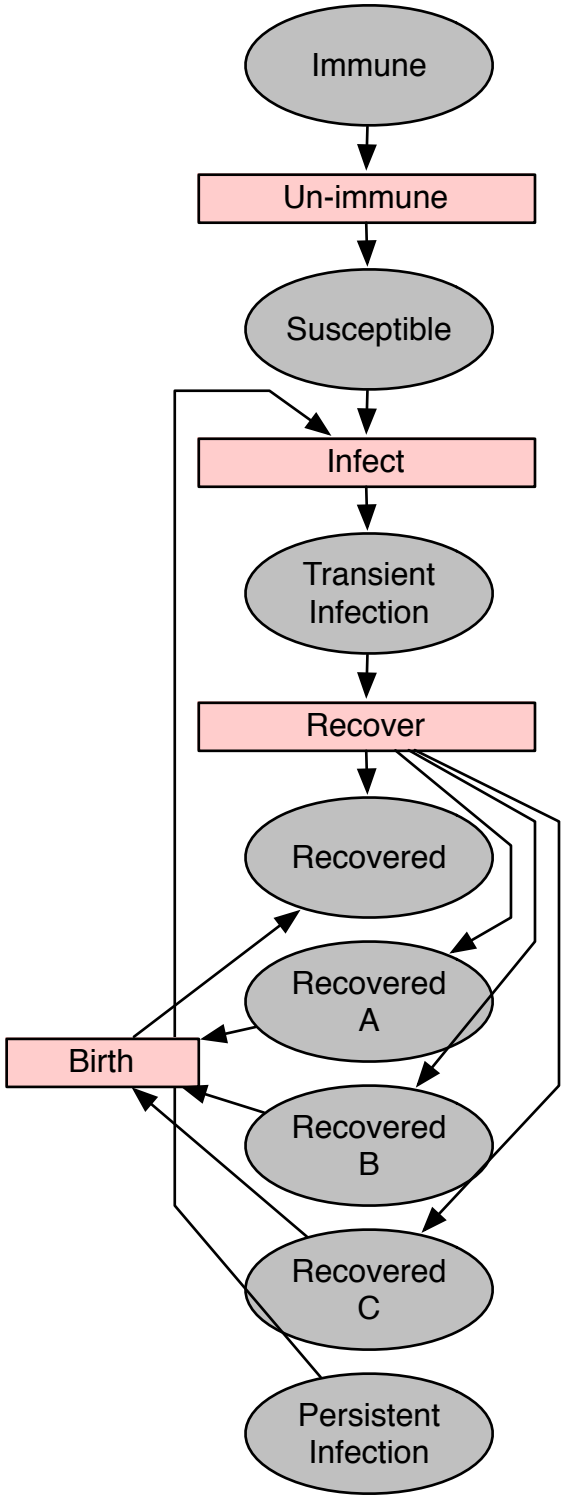 Immune
Un-immune
Susceptible
Infect
Transient
Infection
Recover
Recovered
Recovered
A
Birth
Recovered
B
Recovered
C
Persistent
Infection